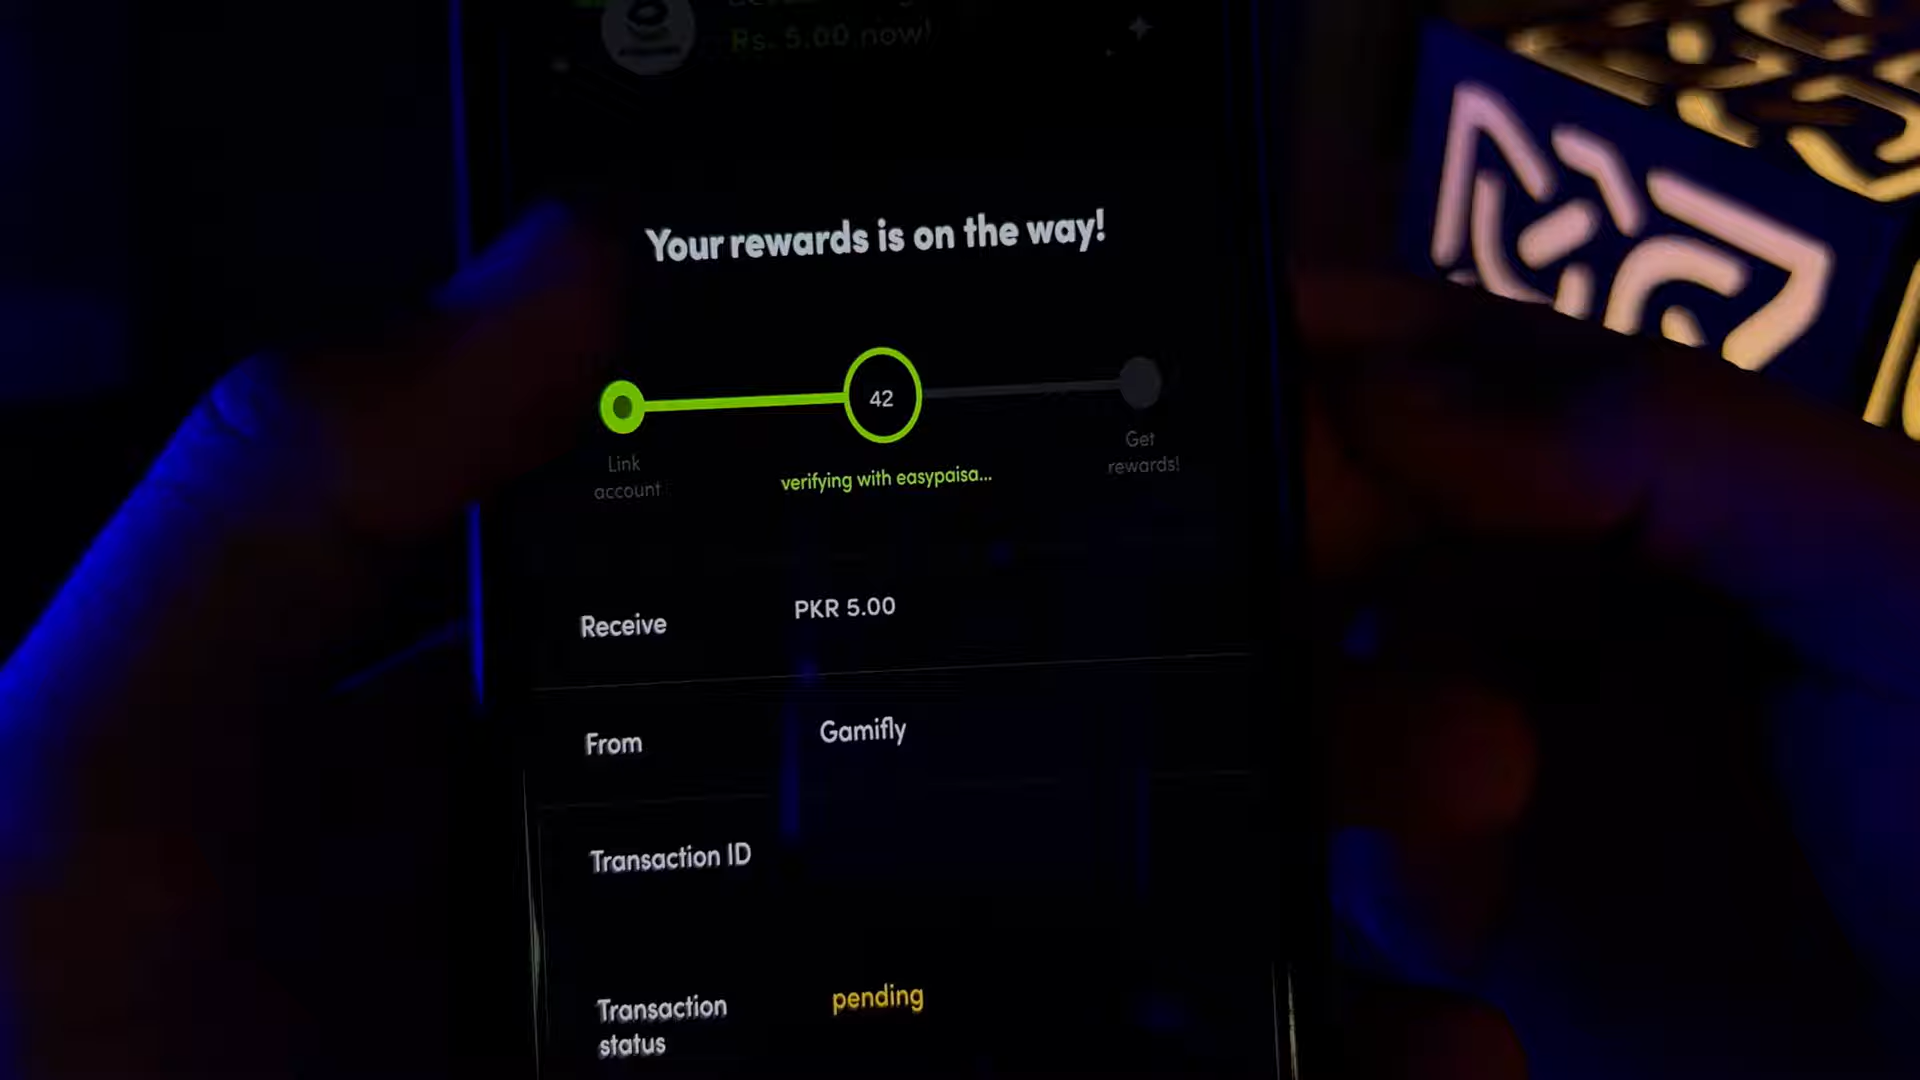 Rs. 5.00 now!
Your rewards is on the way!
42
Link
account
verifying with easypaisa...
Get
rewards!
Receive
PKR 5.00
From
Gamifly
Transaction ID
Transaction
status
pending